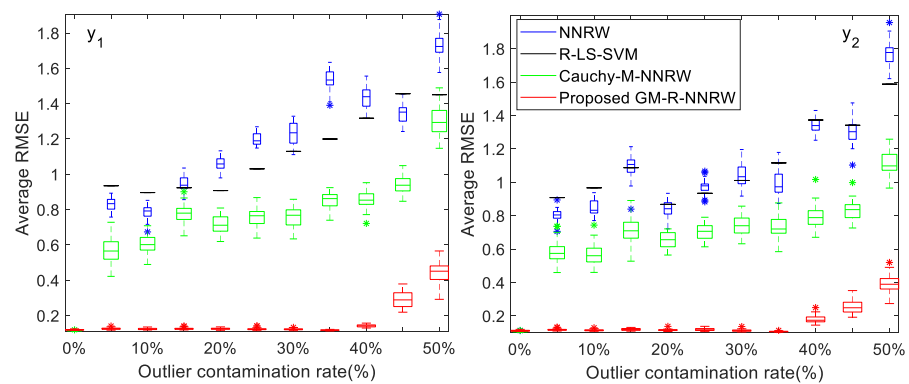 y1
1.8
1.6
1.4
1.2
1
0.8
0.6
0.4
0.2
Average RMSE
0% 10% 20% 30% 40% 50%
Outlier contamination rate(%)
y2
NNRW
R-LS-SVM
Cauchy-M-NNRW
Proposed GM-R-NNRW
1.8
1.6
1.4
1.2
1
0.8
0.6
0.4
0.2
Average RMSE
0% 10% 20% 30% 40% 50%
Outlier contamination rate(%)